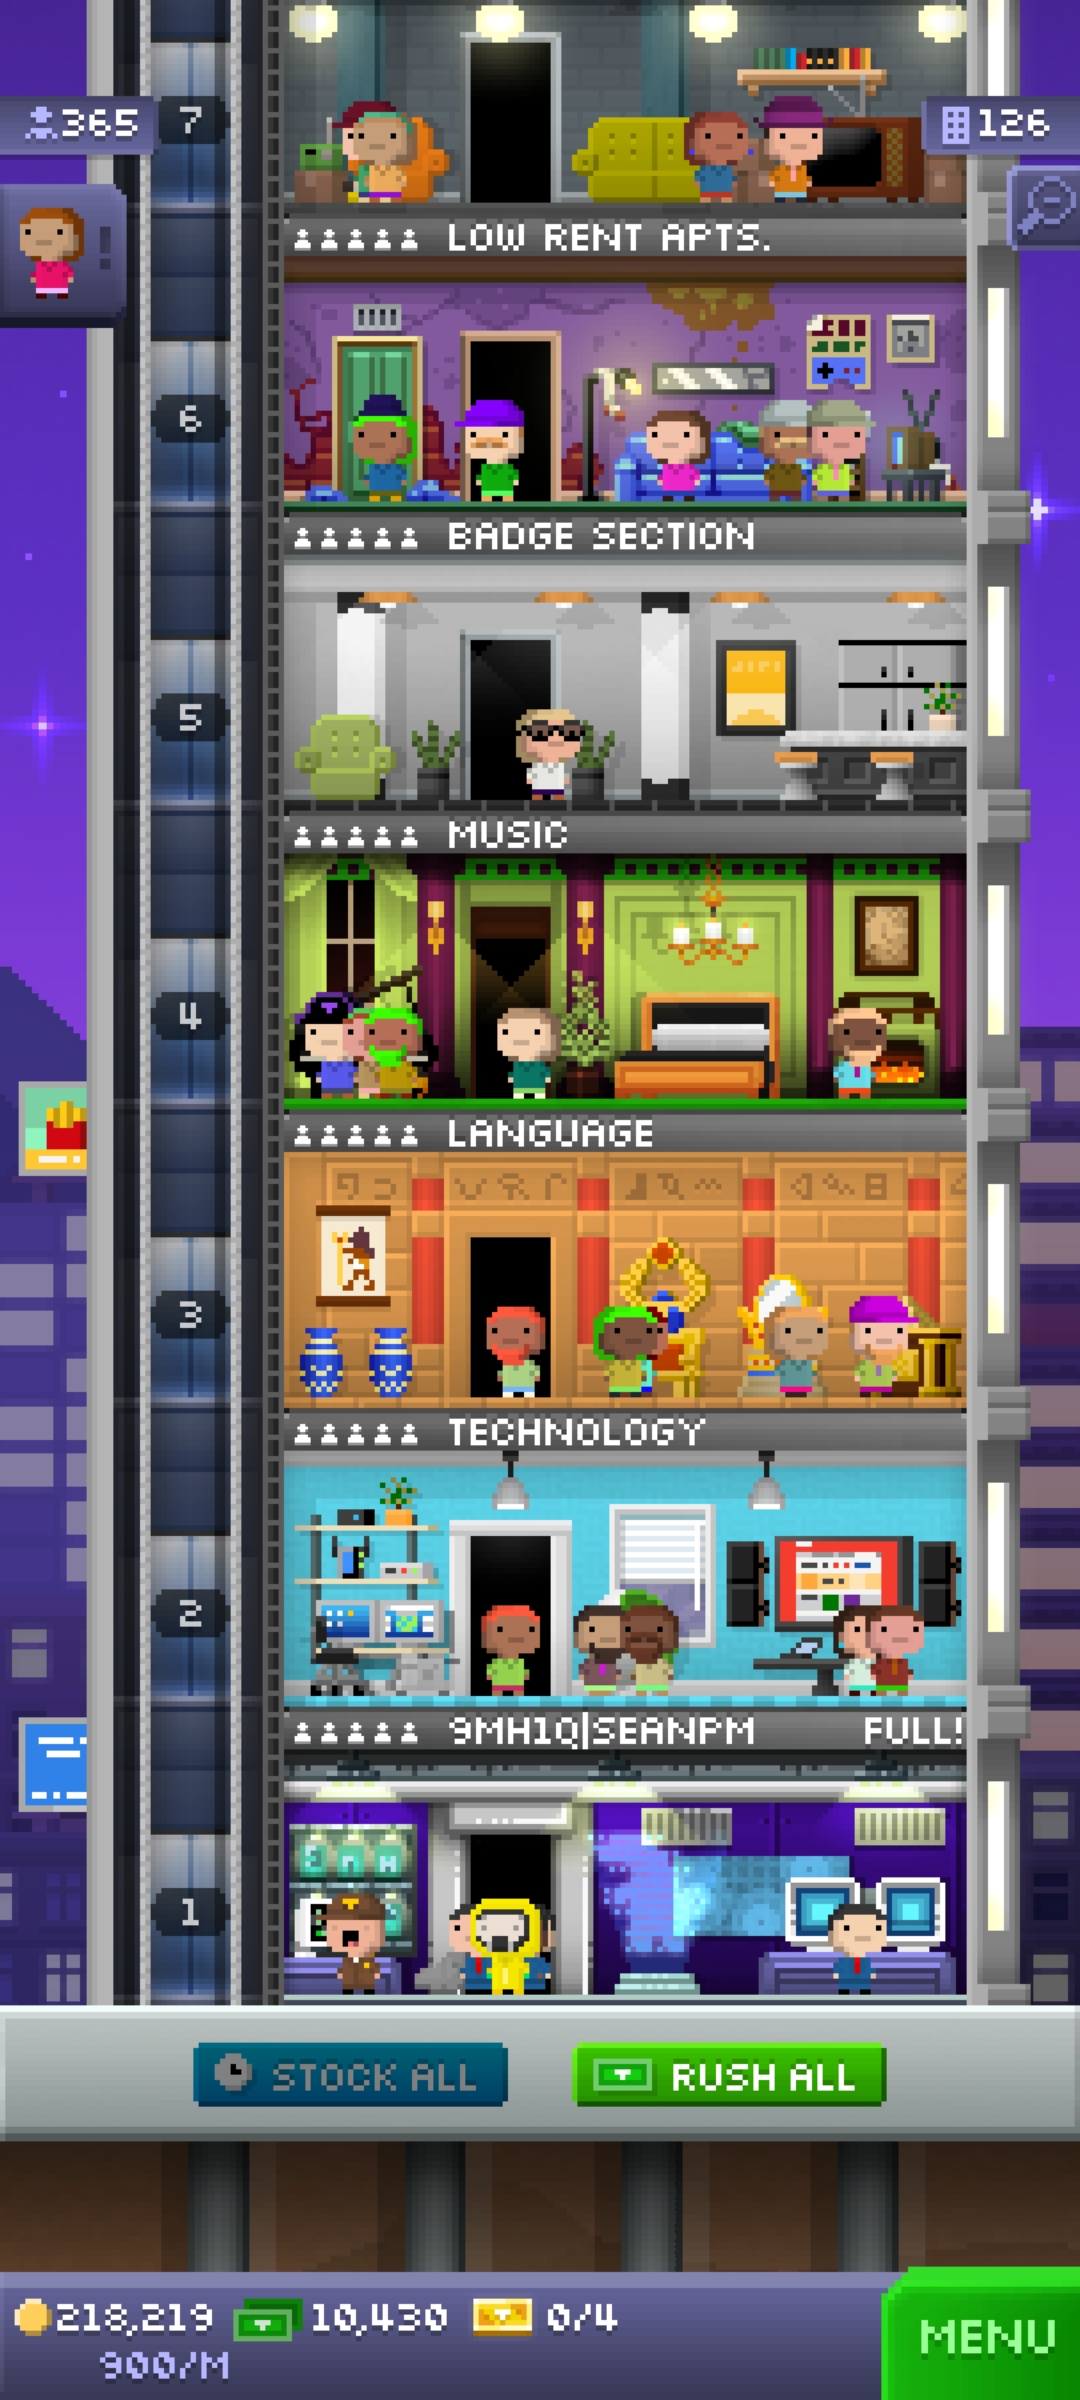 7
365
126
LOW RENT APTS.
6
BADGE SECTION
5
MUSIC
4
LANGUAGE
3
TECHNOLOGY
2
9MH1Q|SEANPM FULL!
1
STOCK ALL
RUSH ALL
218,219 10,430 0/4
900/M
MENU